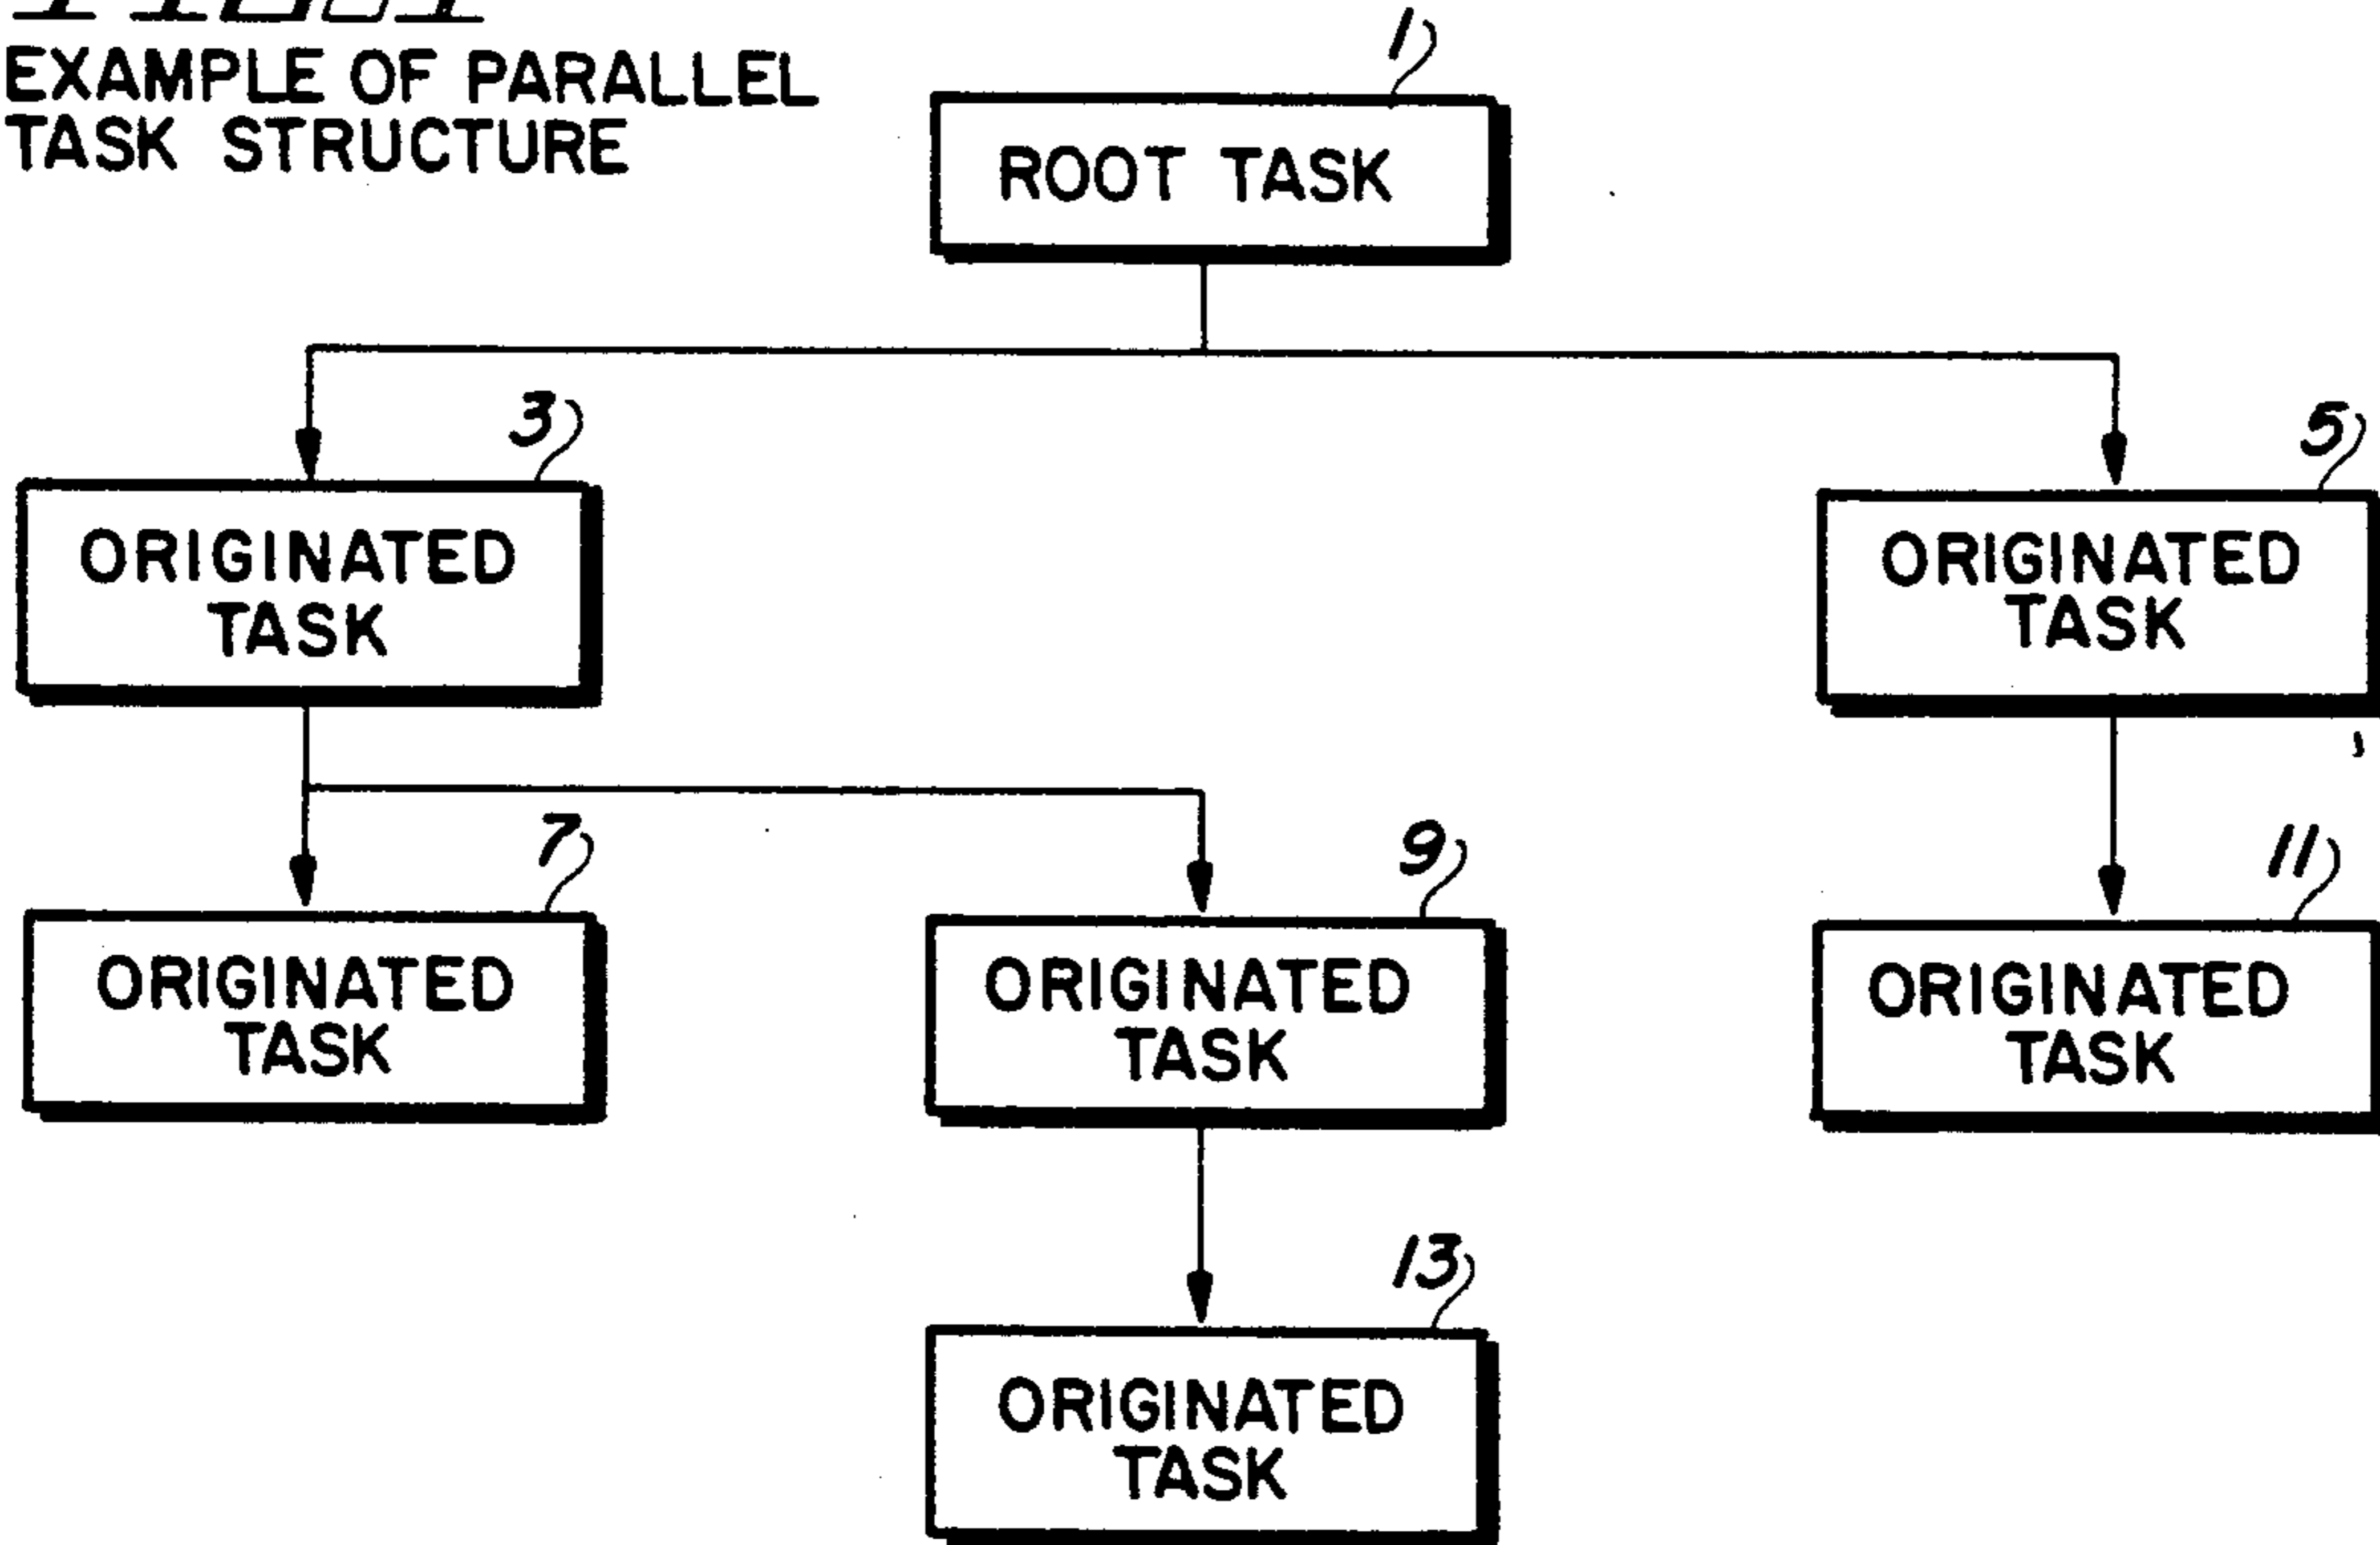 EXAMPLE OF PARALLEL
TASK STRUCTURE
1
ROOT TASK
3
ORIGINATED
TASK
5
ORIGINATED
TASK
7
ORIGINATED
TASK
9
ORIGINATED
TASK
11
ORIGINATED
TASK
13
ORIGINATED
TASK